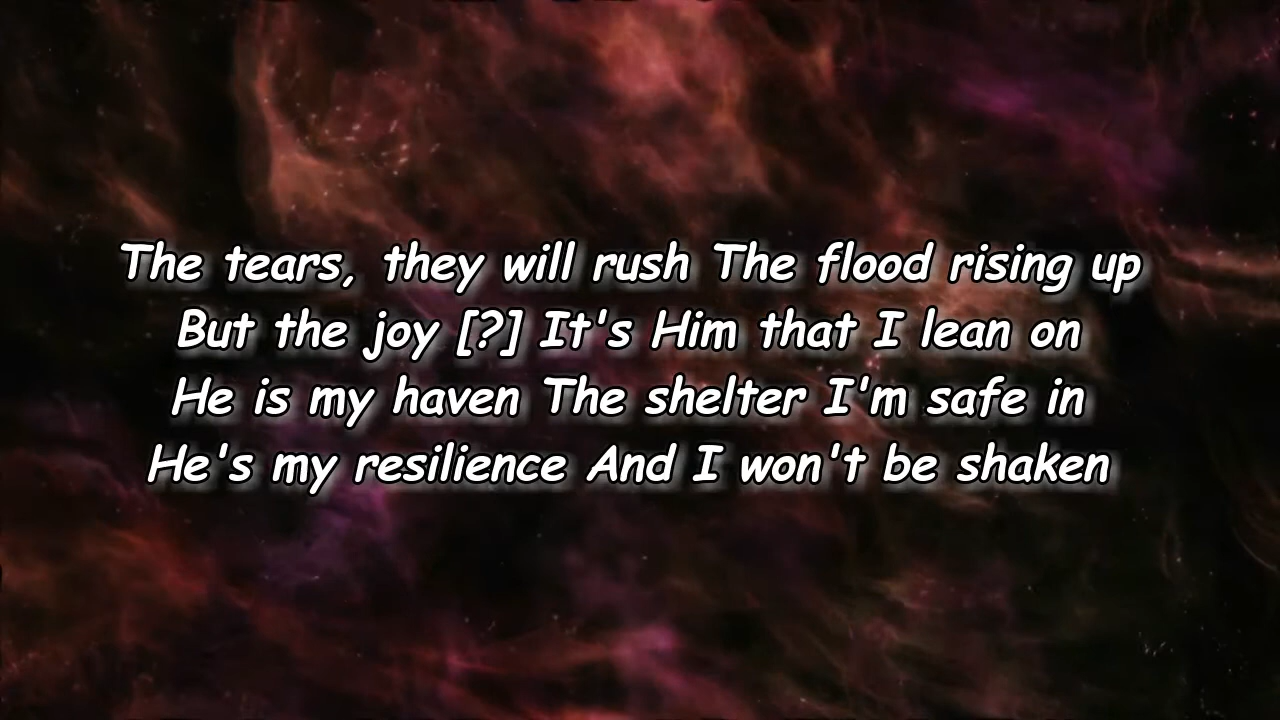 The tears, they will rush The flood rising up
But the joy [?] It's Him that I lean on
He is my haven The shelter I'm safe in
He's my resilience And I won't be shaken